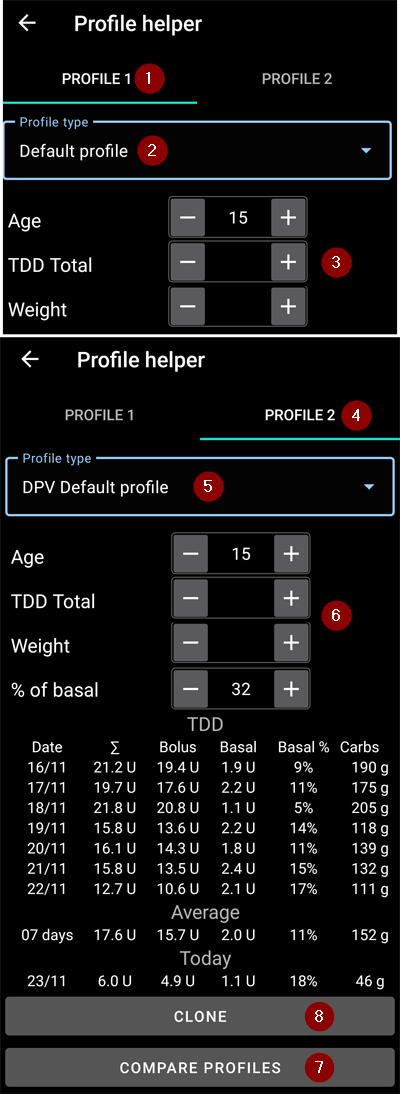 Profile helper
PROFILE 1 1 PROFILE 2
Profile type
Default profile 2
Age − 15 +
TDD Total − + 3
Weight − +
Profile helper
PROFILE 1 PROFILE 2 4
Profile type
DPV Default profile 5
Age − 15 +
TDD Total − + 6
Weight − +
% of basal − 32 +
TDD
Date ∑ Bolus Basal Basal % Carbs
16/11 21.2 U 19.4 U 1.9 U 9% 190 g
17/11 19.7 U 17.6 U 2.2 U 11% 175 g
18/11 21.8 U 20.8 U 1.1 U 5% 205 g
19/11 15.8 U 13.6 U 2.2 U 14% 118 g
20/11 16.1 U 14.3 U 1.8 U 11% 139 g
21/11 15.8 U 13.5 U 2.4 U 15% 132 g
22/11 12.7 U 10.6 U 2.1 U 17% 111 g
Average
07 days 17.6 U 15.7 U 2.0 U 11% 152 g
Today
23/11 6.0 U 4.9 U 1.1 U 18% 46 g
CLONE 8
COMPARE PROFILES 7